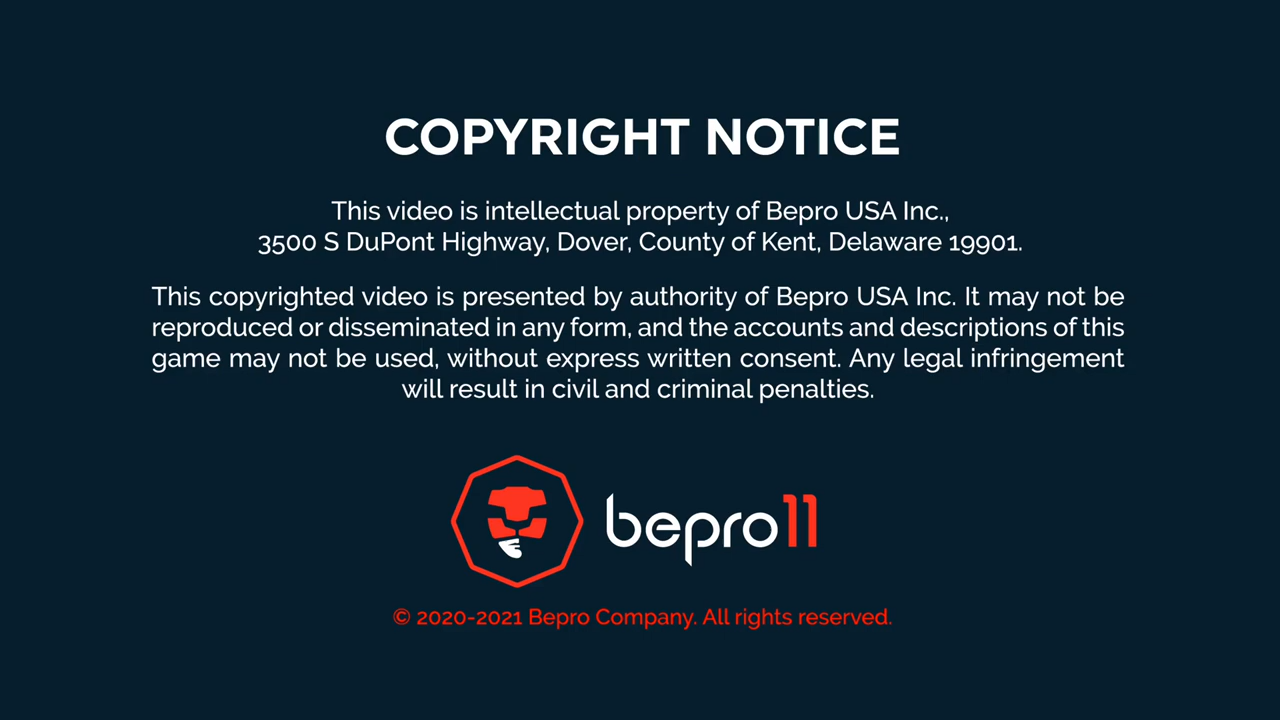 COPYRIGHT NOTICE
This video is intellectual property of Bepro USA Inc.,
3500 S DuPont Highway, Dover, County of Kent, Delaware 19901.
This copyrighted video is presented by authority of Bepro USA Inc. It may not be
reproduced or disseminated in any form, and the accounts and descriptions of this
game may not be used, without express written consent. Any legal infringement
will result in civil and criminal penalties.
bepro11
© 2020-2021 Bepro Company. All rights reserved.